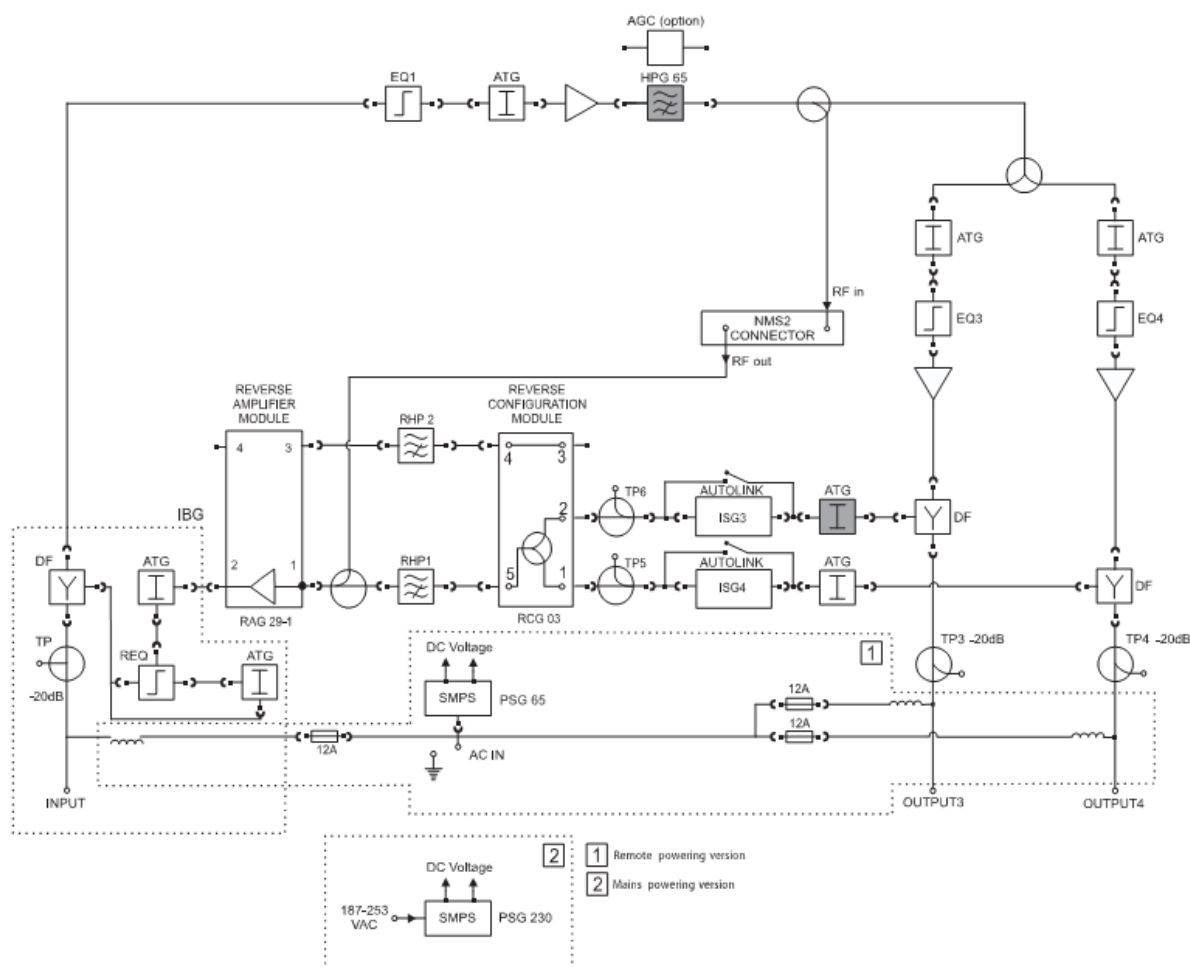 AGC (option)
EQ1
ATG
HPG 65
ATG
ATG
RF in
EQ3
EQ4
NMS2
CONNECTOR
RF out
REVERSE
AMPLIFIER
MODULE
REVERSE
CONFIGURATION
MODULE
RHP 2
4
3
4
3
TP6
AUTOLINK
ATG
IBG
2
ISG3
DF
DF
ATG
2
1
RHP1
5
1
TP5
AUTOLINK
ATG
ISG4
DF
RAG 29-1
RCG 03
TP
REQ
ATG
DC Voltage
1
TP3 -20dB
TP4 -20dB
-20dB
SMPS
PSG 65
12A
12A
12A
AC IN
INPUT
OUTPUT3
OUTPUT4
2
1
Remote powering version
DC Voltage
2
Mains powering version
187-253
VAC
SMPS
PSG 230